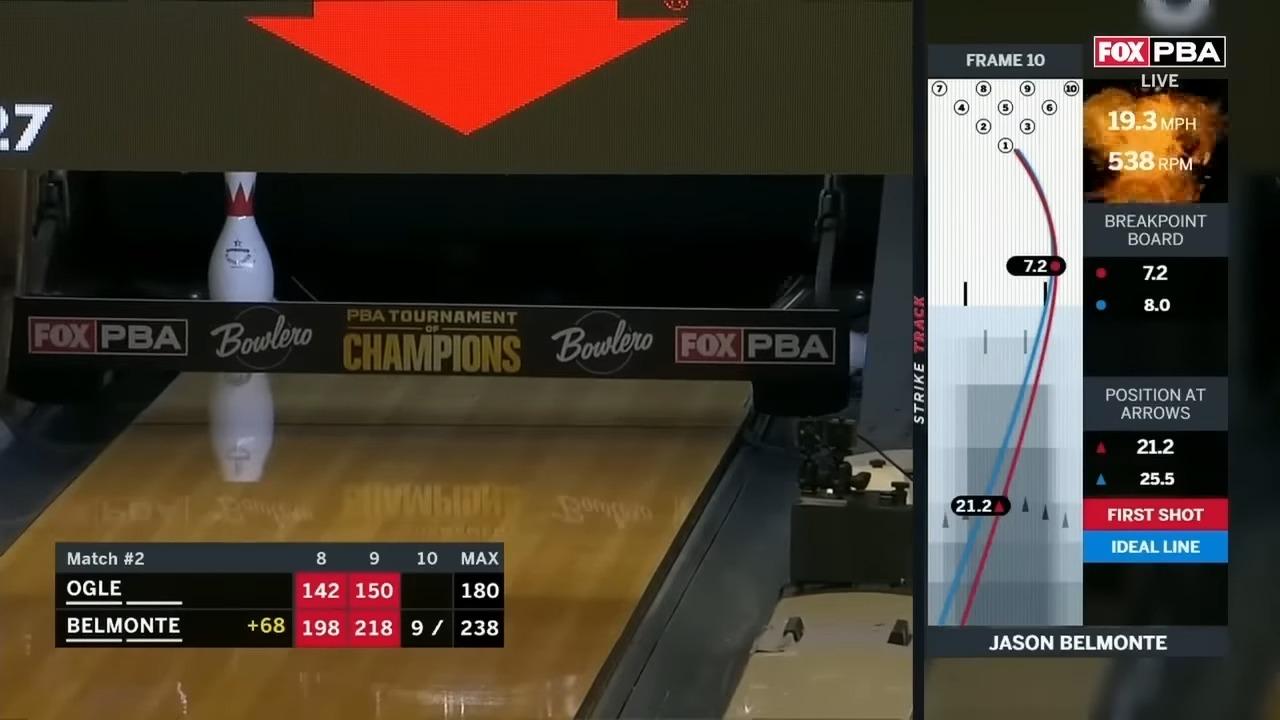 27
FOX PBA
Bowlero
PBA TOURNAMENT
OF
CHAMPIONS
Bowlero
FOX PBA
Match #2 8 9 10 MAX
OGLE 142 150 180
BELMONTE +68 198 218 9 / 238
STRIKE TRACK
FRAME 10
7 8 9 10
4 5 6
2 3
1
7.2
21.2
FOX PBA
LIVE
19.3 MPH
538 RPM
BREAKPOINT
BOARD
7.2
8.0
POSITION AT
ARROWS
21.2
25.5
FIRST SHOT
IDEAL LINE
JASON BELMONTE